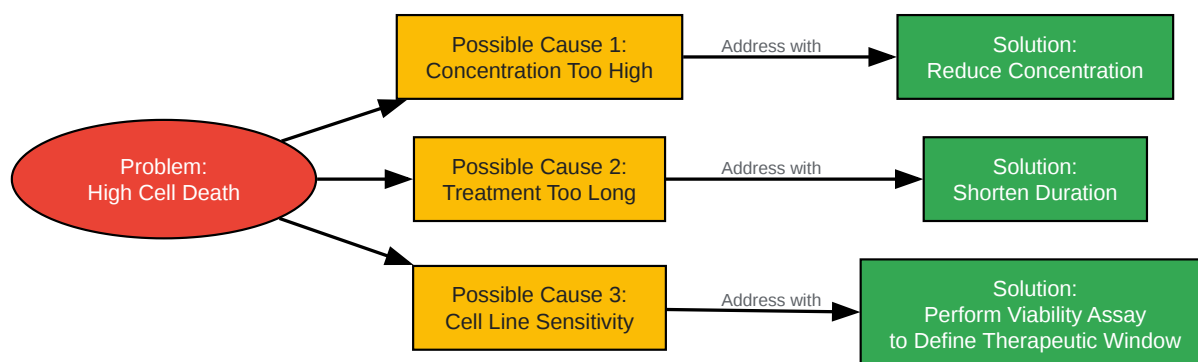 Problem:
High Cell Death
Possible Cause 1:
Concentration Too High
Address with
Solution:
Reduce Concentration
Possible Cause 2:
Treatment Too Long
Address with
Solution:
Shorten Duration
Possible Cause 3:
Cell Line Sensitivity
Address with
Solution:
Perform Viability Assay
to Define Therapeutic Window